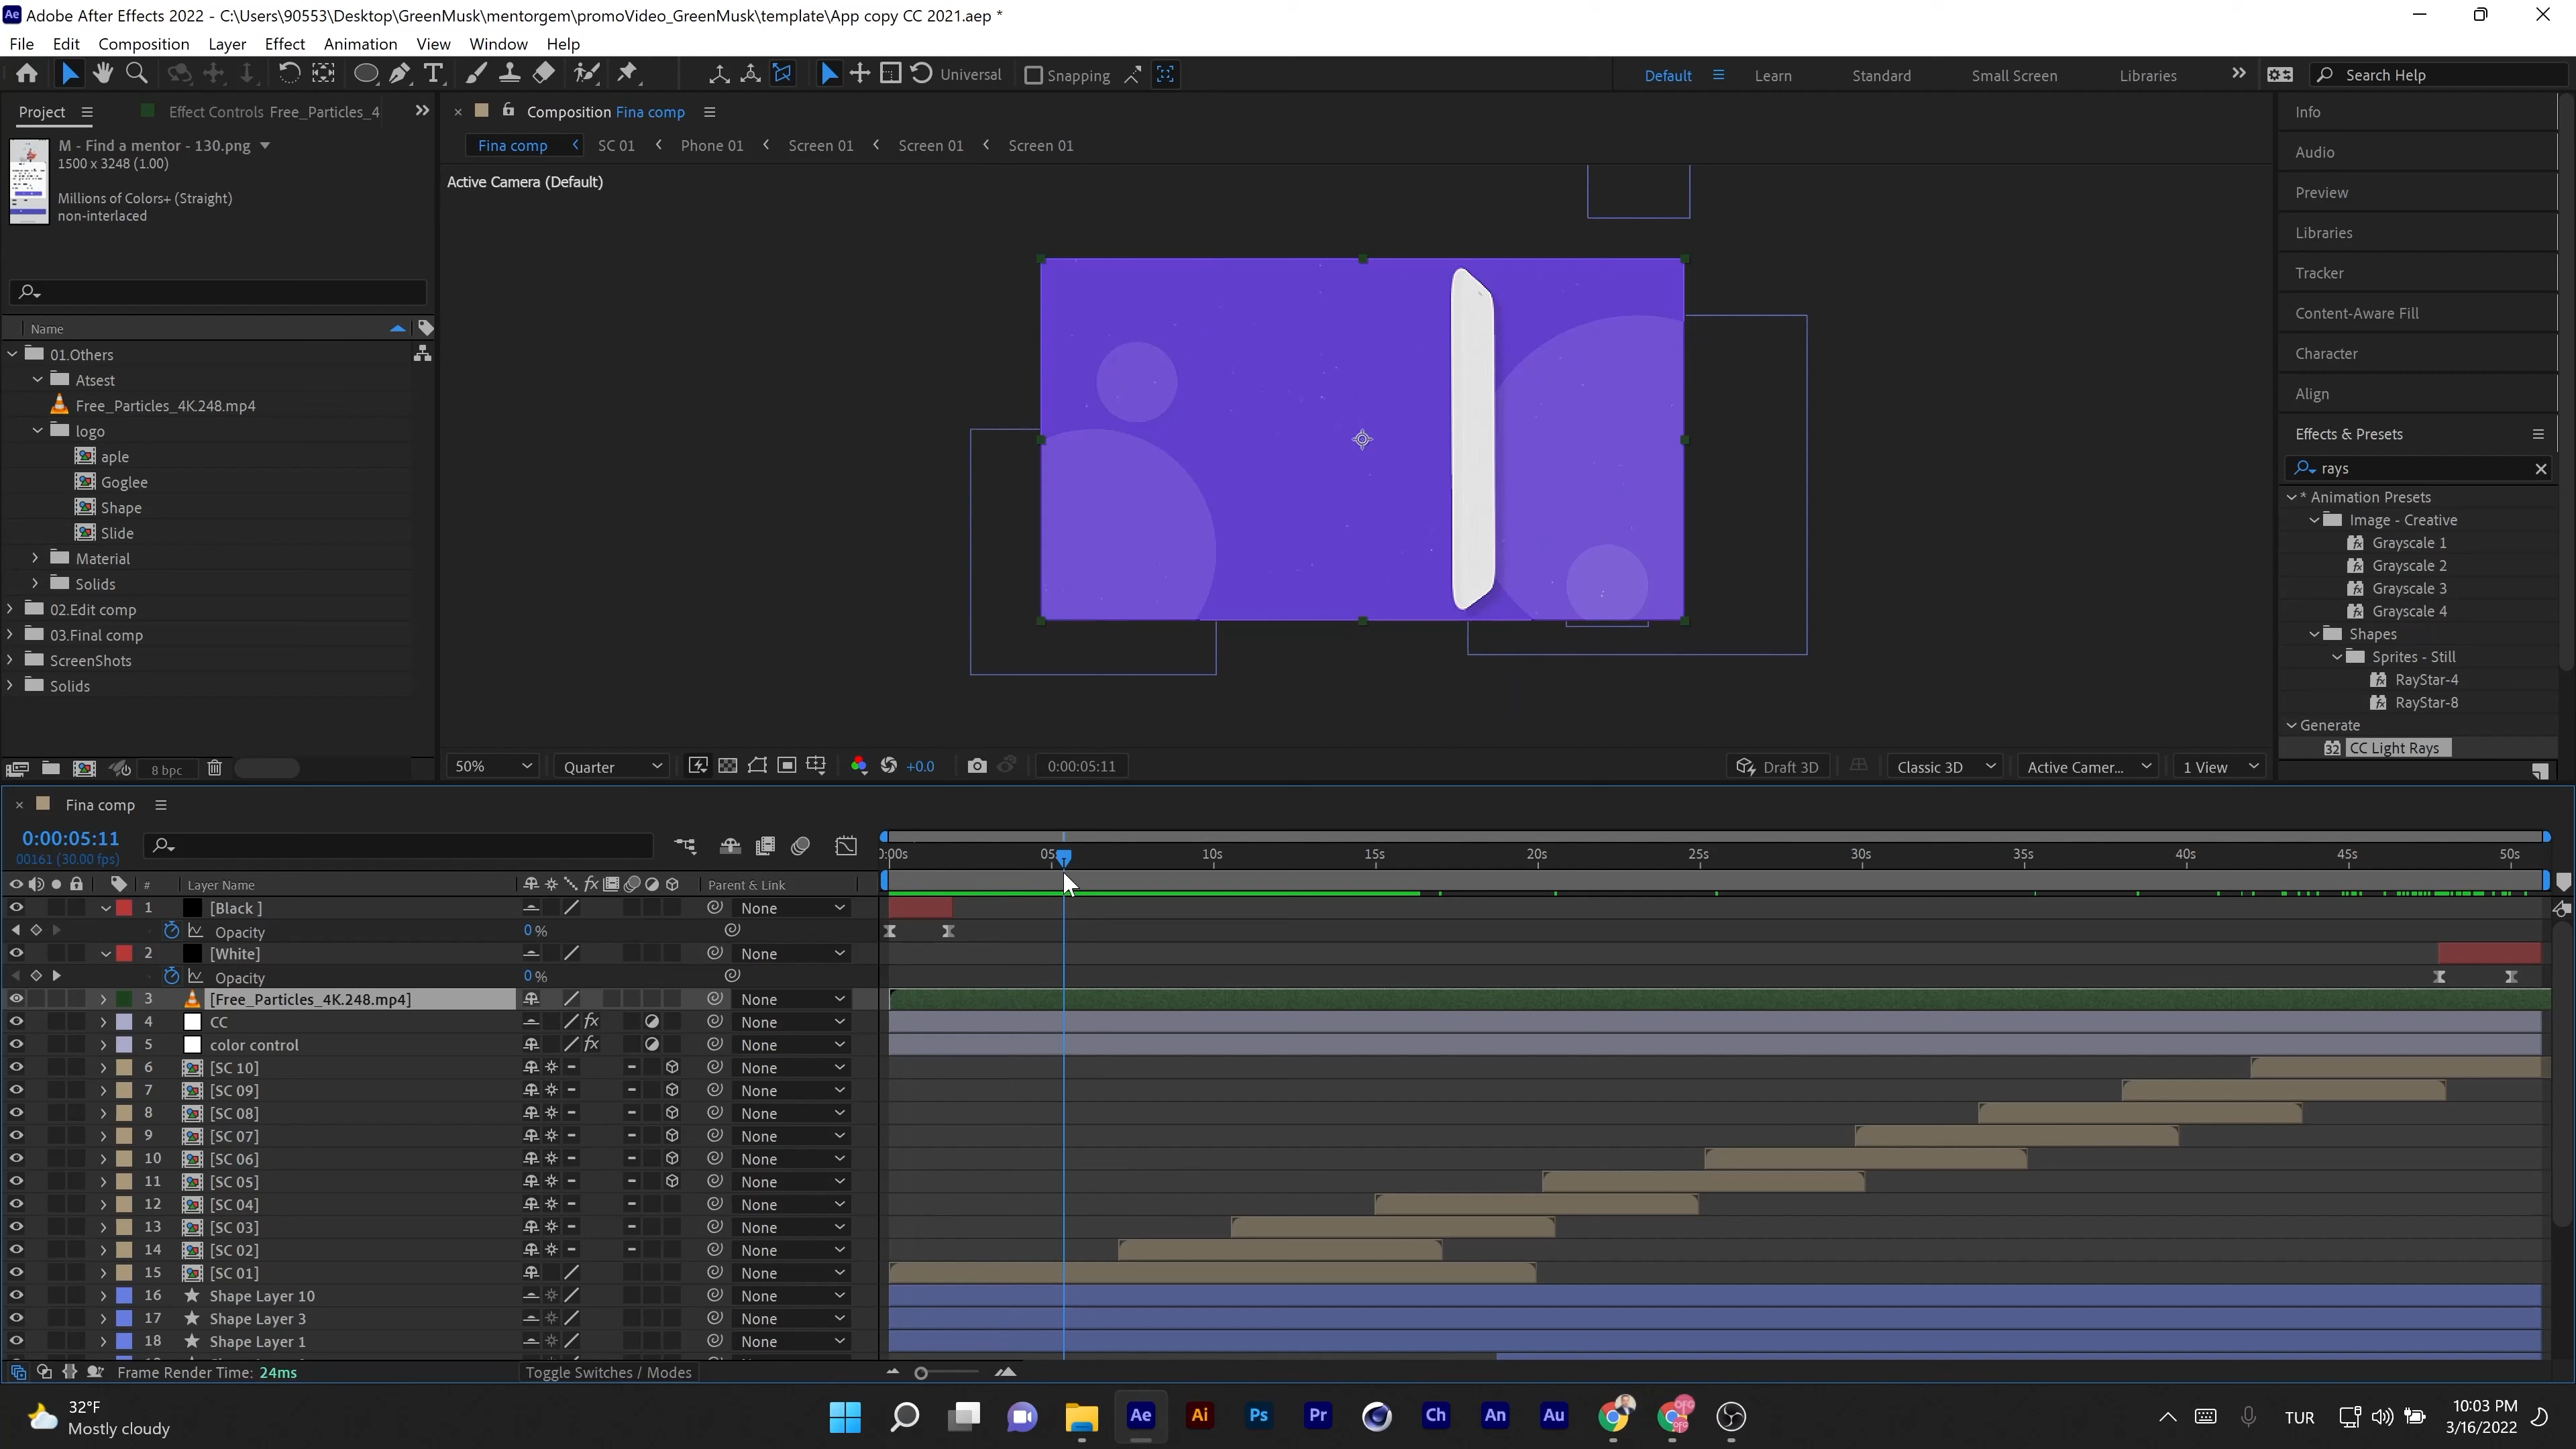 Adobe After Effects 2022 - C:\Users\90553\Desktop\GreenMusk\mentorgem\promoVideo_GreenMusk\template\App copy CC 2021.aep *
File Edit Composition Layer Effect Animation View Window Help
Universal Snapping Default Learn Standard Small Screen Libraries Search Help
Project Effect Controls Free_Particles_4
Composition Fina comp
Fina comp SC 01 Phone 01 Screen 01 Screen 01 Screen 01
Active Camera (Default)
M - Find a mentor - 130.png
1500 x 3248 (1.00)
Millions of Colors+ (Straight)
non-interlaced
Name
01.Others
Atsest
Free_Particles_4K.248.mp4
logo
aple
Goglee
Shape
Slide
Material
Solids
02.Edit comp
03.Final comp
ScreenShots
Solids
8 bpc
50% Quarter +0.0 0:00:05:11 Draft 3D Classic 3D Active Camer... 1 View
Info
Audio
Preview
Libraries
Tracker
Content-Aware Fill
Character
Align
Effects & Presets
rays
* Animation Presets
Image - Creative
Grayscale 1
Grayscale 2
Grayscale 3
Grayscale 4
Shapes
Sprites - Still
RayStar-4
RayStar-8
Generate
32 CC Light Rays
Fina comp
0:00:05:11
00161 (30.00 fps)
0:00s 05s 10s 15s 20s 25s 30s 35s 40s 45s 50s
# Layer Name fx Parent & Link
1 [Black ] None
Opacity 0 %
2 [White] None
Opacity 0 %
3 [Free_Particles_4K.248.mp4] None
4 CC fx None
5 color control fx None
6 [SC 10] None
7 [SC 09] None
8 [SC 08] None
9 [SC 07] None
10 [SC 06] None
11 [SC 05] None
12 [SC 04] None
13 [SC 03] None
14 [SC 02] None
15 [SC 01] None
16 Shape Layer 10 None
17 Shape Layer 3 None
18 Shape Layer 1 None
Frame Render Time: 24ms Toggle Switches / Modes
32°F
Mostly cloudy
Ae Ai Ps Pr Ch An Au
TUR
10:03 PM
3/16/2022